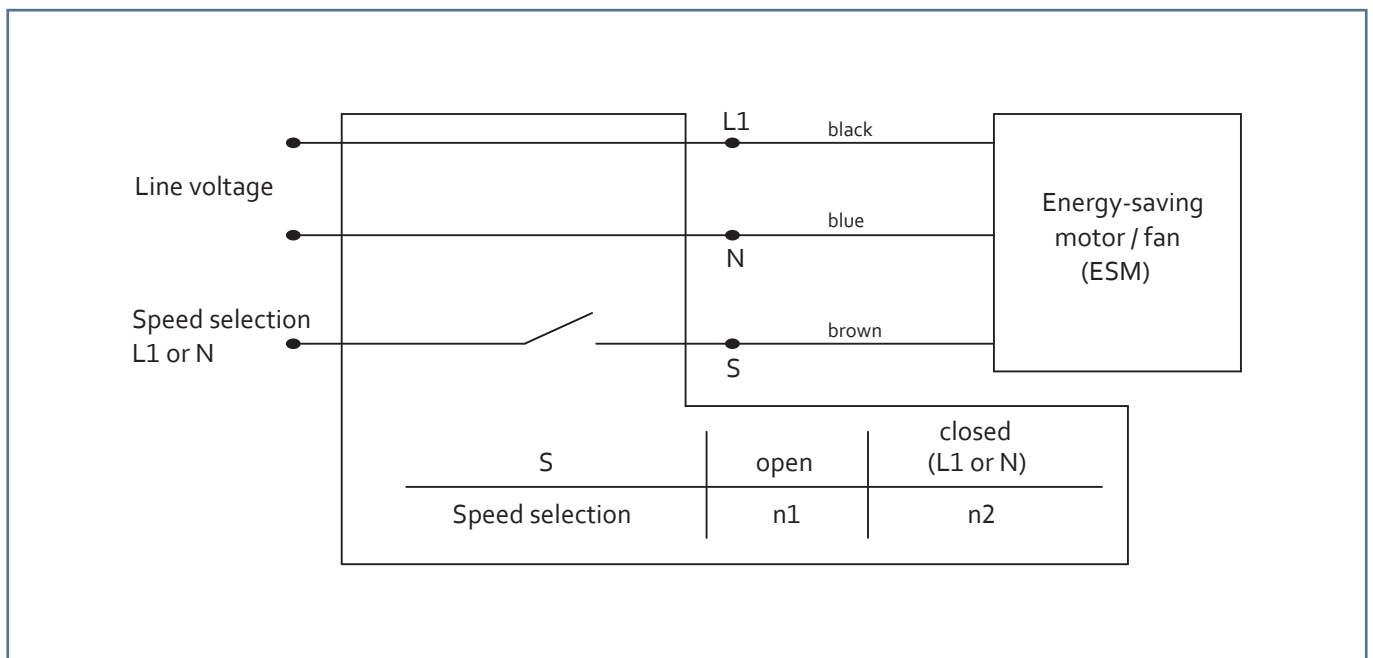 L1
black
Line voltage
blue
N
Energy-saving
motor / fan
(ESM)
Speed selection
L1 or N
brown
S
closed
S open (L1 or N)
Speed selection n1 n2